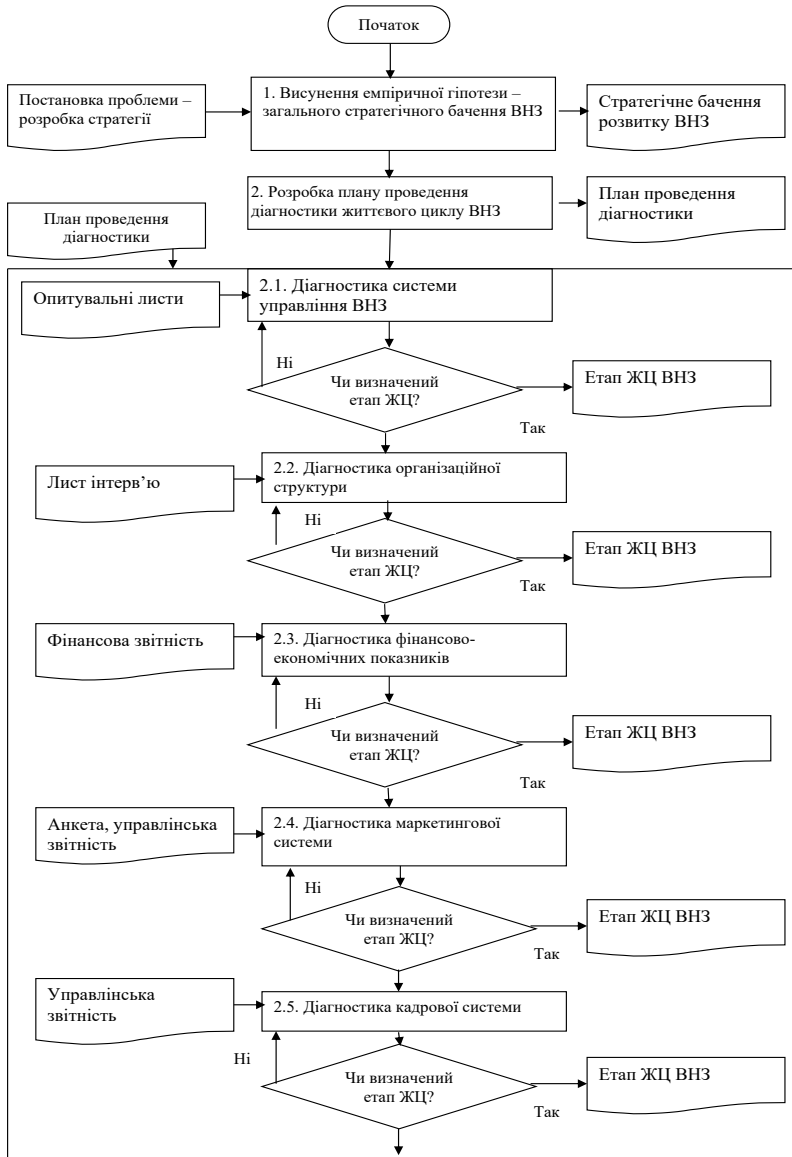 Початок
Постановка проблеми –
розробка стратегії
1. Висунення емпіричної гіпотези –
загального стратегічного бачення ВНЗ
Стратегічне бачення
розвитку ВНЗ
2. Розробка плану проведення
діагностики життєвого циклу ВНЗ
План проведення
діагностики
План проведення
діагностики
Опитувальні листи
2.1. Діагностика системи
управління ВНЗ
Ні
Чи визначений
етап ЖЦ?
Етап ЖЦ ВНЗ
Так
Лист інтерв’ю
2.2. Діагностика організаційної
структури
Ні
Чи визначений
етап ЖЦ?
Етап ЖЦ ВНЗ
Так
Фінансова звітність
2.3. Діагностика фінансово-
економічних показників
Ні
Чи визначений
етап ЖЦ?
Етап ЖЦ ВНЗ
Так
Анкета, управлінська
звітність
2.4. Діагностика маркетингової
системи
Ні
Чи визначений
етап ЖЦ?
Етап ЖЦ ВНЗ
Так
Управлінська
звітність
2.5. Діагностика кадрової системи
Ні
Чи визначений
етап ЖЦ?
Етап ЖЦ ВНЗ
Так